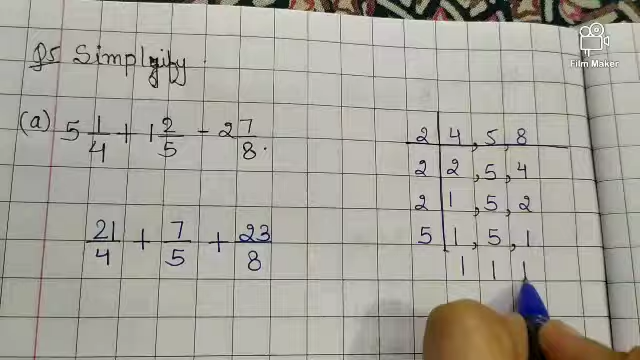 Q5 Simplify
(a) 5 1/4 + 1 2/5 - 2 7/8.
21/4 + 7/5 + 23/8
2 | 4, 5, 8
2 | 2, 5, 4
2 | 1, 5, 2
5 | 1, 5, 1
1 1 1
Film Maker